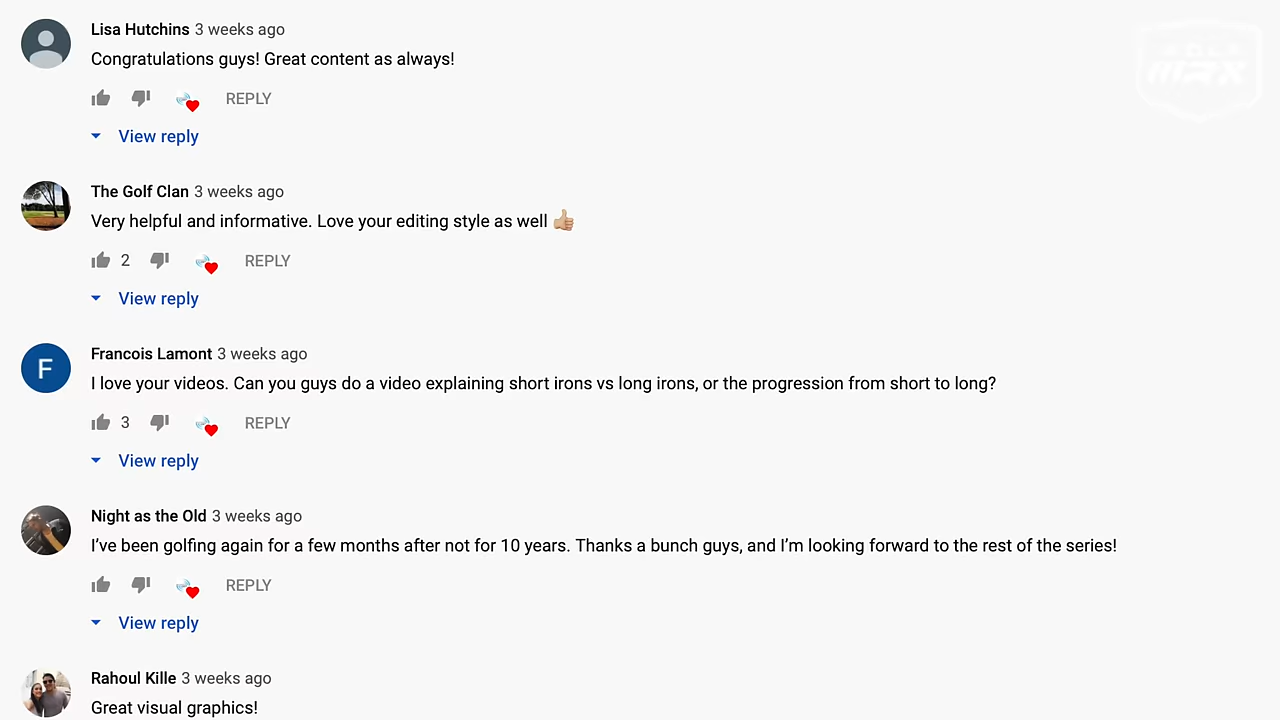 Lisa Hutchins 3 weeks ago
Congratulations guys! Great content as always!
REPLY
View reply
The Golf Clan 3 weeks ago
Very helpful and informative. Love your editing style as well 👍🏼
2 REPLY
View reply
F
Francois Lamont 3 weeks ago
I love your videos. Can you guys do a video explaining short irons vs long irons, or the progression from short to long?
3 REPLY
View reply
Night as the Old 3 weeks ago
I’ve been golfing again for a few months after not for 10 years. Thanks a bunch guys, and I’m looking forward to the rest of the series!
REPLY
View reply
Rahoul Kille 3 weeks ago
Great visual graphics!